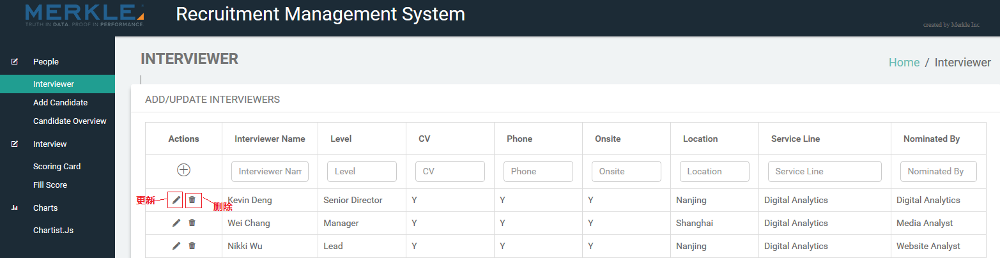 MERKLE
TRUTH IN DATA. PROOF IN PERFORMANCE.
Recruitment Management System
created by Merkle Inc
People
Interviewer
Add Candidate
Candidate Overview
Interview
Scoring Card
Fill Score
Charts
Chartist.Js
INTERVIEWER
Home / Interviewer
ADD/UPDATE INTERVIEWERS
Actions Interviewer Name Level CV Phone Onsite Location Service Line Nominated By
Interviewer Nam Level CV Phone Onsite Location Service Line Nominated By
更新 删除 Kevin Deng Senior Director Y Y Y Nanjing Digital Analytics Digital Analytics
Wei Chang Manager Y Y Y Shanghai Digital Analytics Media Analyst
Nikki Wu Lead Y Y Y Nanjing Digital Analytics Website Analyst